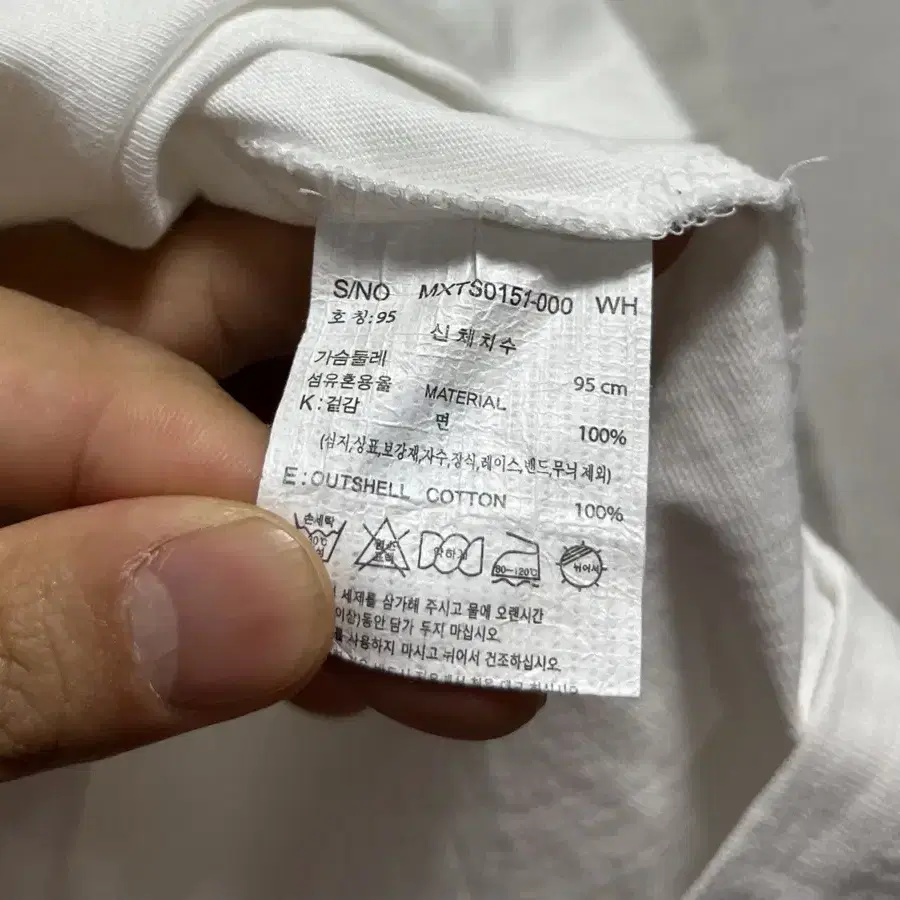 S/NO MXTS0151-000 WH
호 칭:95 신 체 치 수
가슴둘레 95 cm
섬유혼용율 MATERIAL
K:겉감 면 100%
(심지,상표,보강재,자수,장식,레이스,밴드,무늬 제외)
E:OUTSHELL COTTON 100%
손세탁 약하게 80~120℃ 뉘어서
세제를 삼가해 주시고 물에 오랜시간
이상)동안 담가 두지 마십시오
를 사용하지 마시고 뉘어서 건조하십시오.